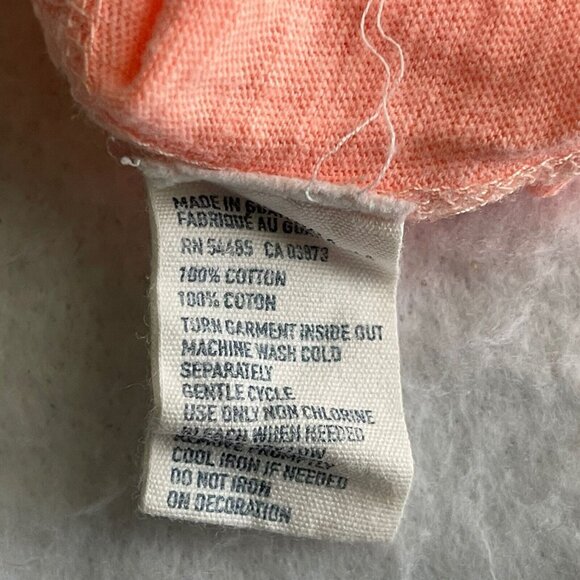 MADE IN
FABRIQUE AU
RN 54485 CA 03973
100% COTTON
100% COTON
TURN GARMENT INSIDE OUT
MACHINE WASH COLD
SEPARATELY
GENTLE CYCLE
USE ONLY NON CHLORINE
BLEACH WHEN NEEDED
COOL IRON IF NEEDED
DO NOT IRON
ON DECORATION